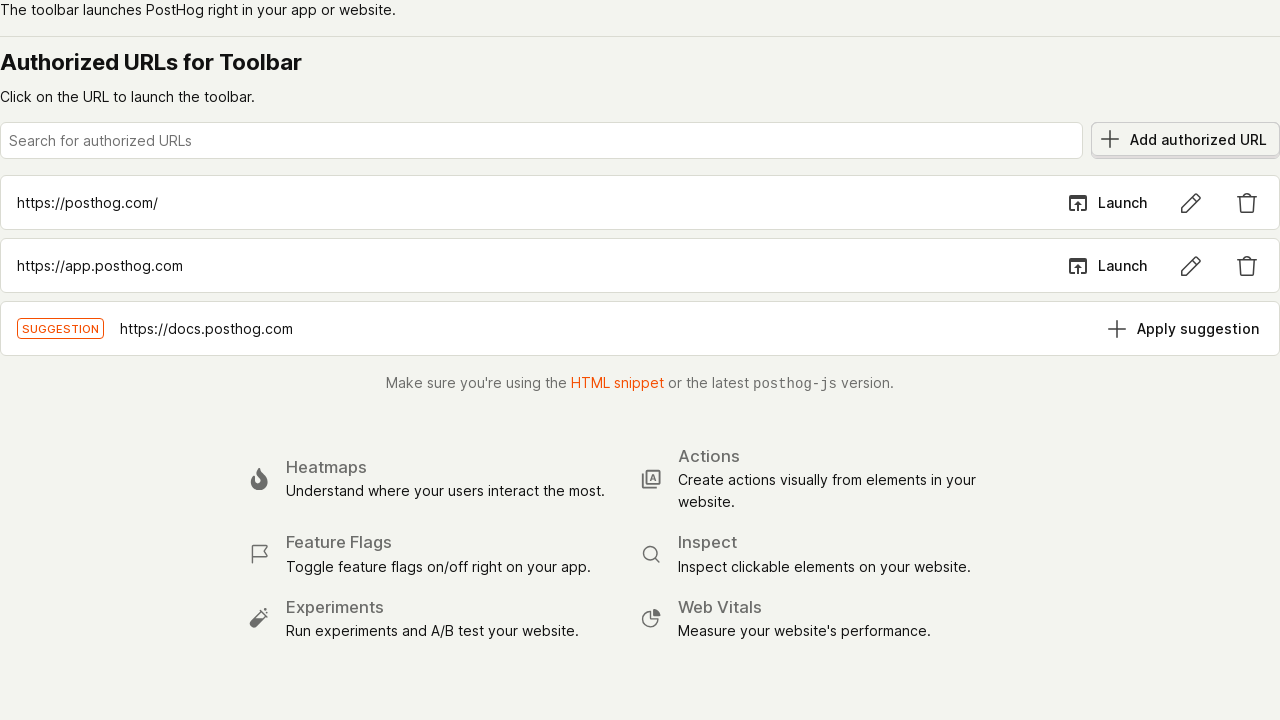 The toolbar launches PostHog right in your app or website.
Authorized URLs for Toolbar
Click on the URL to launch the toolbar.
Search for authorized URLs
Add authorized URL
https://posthog.com/
Launch
https://app.posthog.com
Launch
SUGGESTION https://docs.posthog.com
Apply suggestion
Make sure you're using the HTML snippet or the latest posthog-js version.
Heatmaps
Understand where your users interact the most.
Actions
Create actions visually from elements in your
website.
Feature Flags
Toggle feature flags on/off right on your app.
Inspect
Inspect clickable elements on your website.
Experiments
Run experiments and A/B test your website.
Web Vitals
Measure your website's performance.